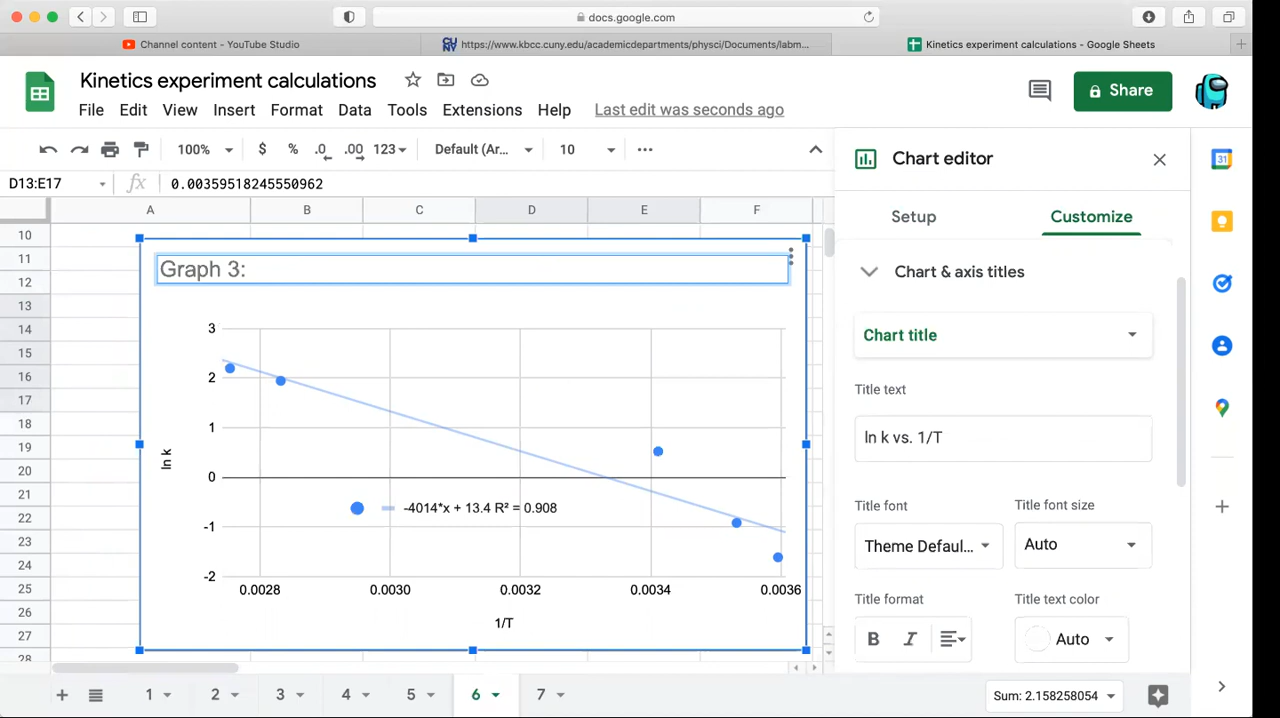 docs.google.com
Channel content - YouTube Studio
https://www.kbcc.cuny.edu/academicdepartments/physci/Documents/labm...
Kinetics experiment calculations - Google Sheets
Kinetics experiment calculations
File Edit View Insert Format Data Tools Extensions Help Last edit was seconds ago
Share
100% $ % .0 .00 123 Default (Ar... 10 ...
D13:E17 fx 0.00359518245550962
A B C D E F
10
11
12
13
14
15
16
17
18
19
20
21
22
23
24
25
26
27
28
Graph 3:
3
2
1
0
-1
-2
ln k
-4014*x + 13.4 R² = 0.908
0.0028 0.0030 0.0032 0.0034 0.0036
1/T
Chart editor
Setup Customize
Chart & axis titles
Chart title
Title text
ln k vs. 1/T
Title font Title font size
Theme Defaul... Auto
Title format Title text color
B I Auto
31
1 2 3 4 5 6 7
Sum: 2.158258054